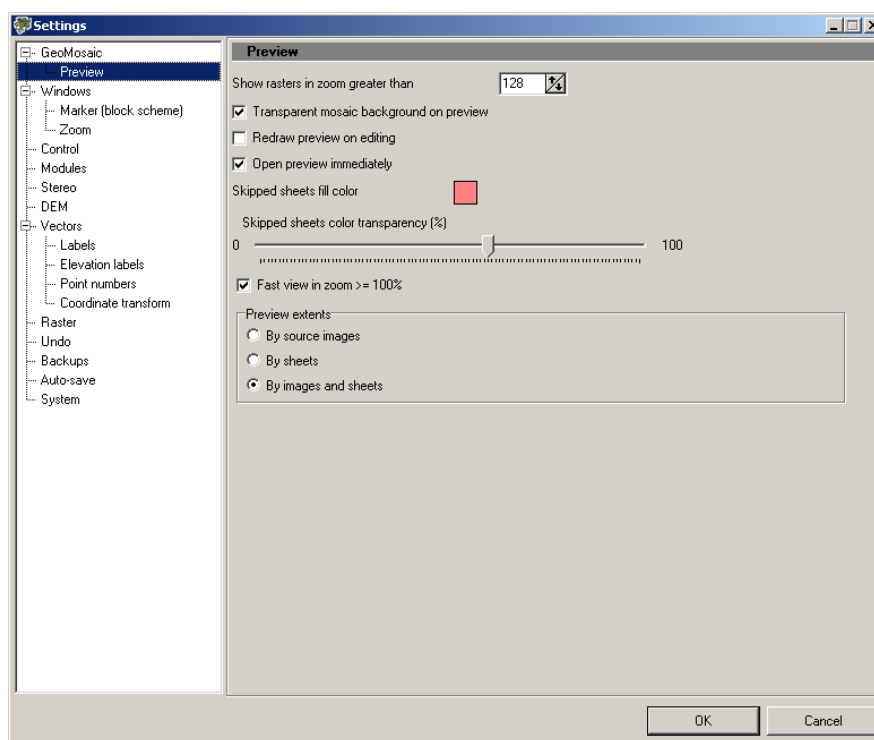 Settings
GeoMosaic
Preview
Windows
Marker (block scheme)
Zoom
Control
Modules
Stereo
DEM
Vectors
Labels
Elevation labels
Point numbers
Coordinate transform
Raster
Undo
Backups
Auto-save
System
Preview
Show rasters in zoom greater than 128
Transparent mosaic background on preview
Redraw preview on editing
Open preview immediately
Skipped sheets fill color
Skipped sheets color transparency (%)
0 100
Fast view in zoom >= 100%
Preview extents
By source images
By sheets
By images and sheets
OK Cancel